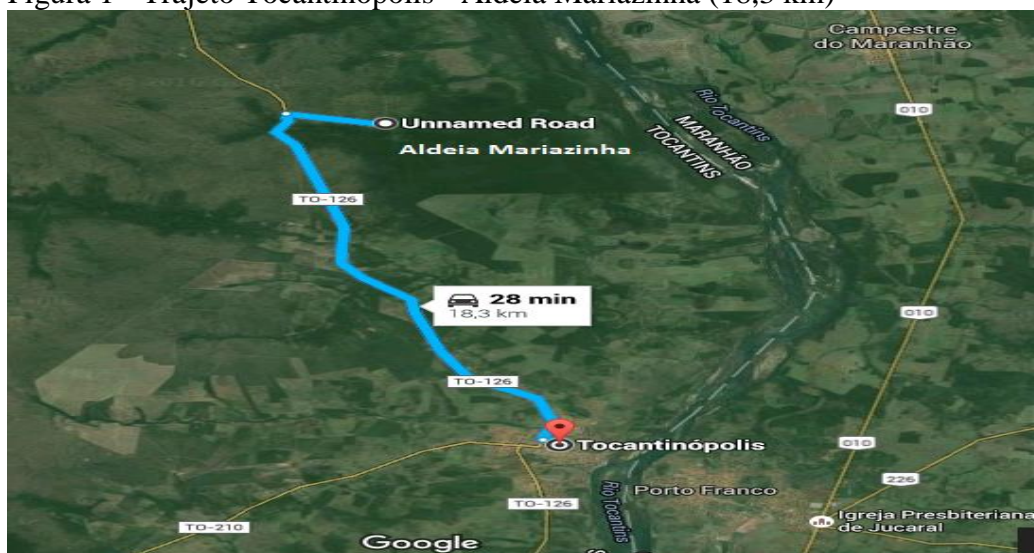 Figura 1 - Trajeto Tocantinópolis - Aldeia Mariazinha (18,3 km)
Campestre
do Maranhão
Rio Tocantins
010
Unnamed Road
MARANHÃO
TOCANTINS
Aldeia Mariazinha
TO-126
28 min
18,3 km
010
TO-126
Tocantinópolis
010
226
Rio Tocantins
Porto Franco
TO-126
Igreja Presbiteriana
de Jucaral
TO-210
Google